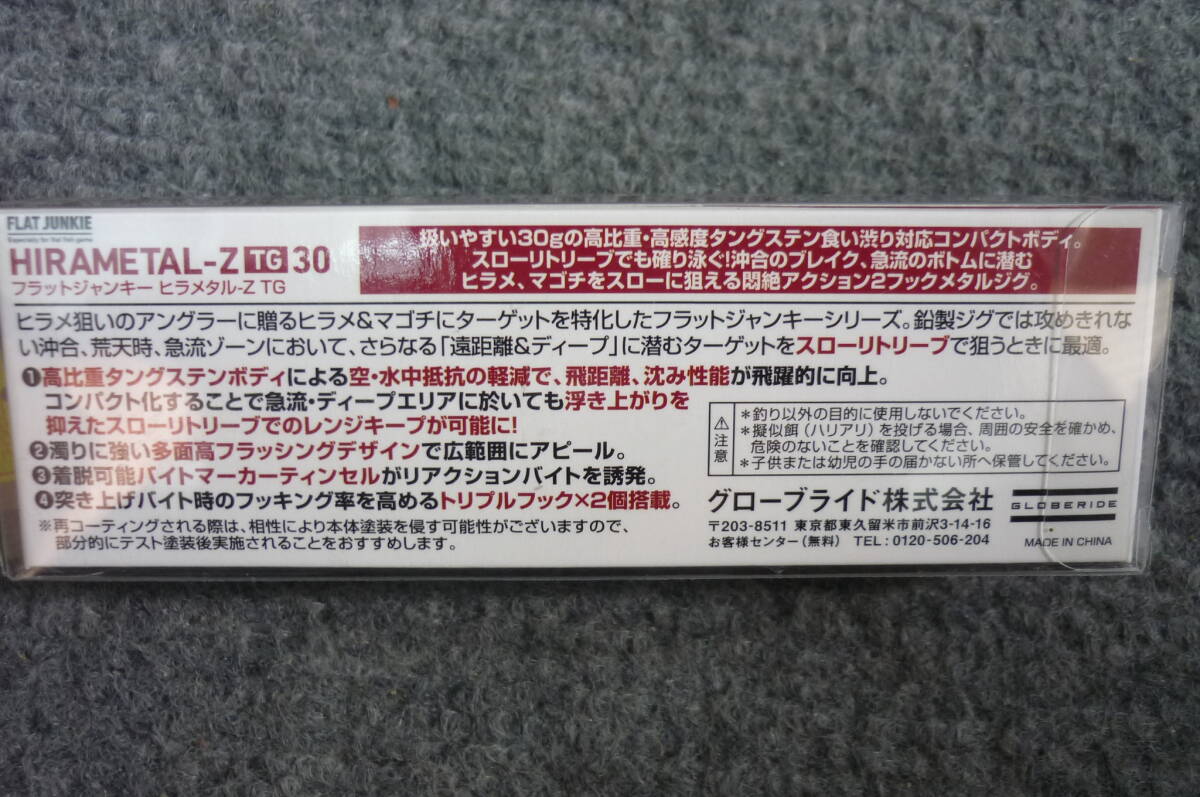 FLAT JUNKIE
Especially for flat fish game
HIRAMETAL-Z TG 30
フラットジャンキー ヒラメタル-Z TG
扱いやすい30gの高比重・高感度タングステン食い渋り対応コンパクトボディ。
スローリトリーブでも確り泳ぐ!沖合のブレイク、急流のボトムに潜む
ヒラメ、マゴチをスローに狙える悶絶アクション2フックメタルジグ。
ヒラメ狙いのアングラーに贈るヒラメ&マゴチにターゲットを特化したフラットジャンキーシリーズ。鉛製ジグでは攻めきれな
い沖合、荒天時、急流ゾーンにおいて、さらなる「遠距離&ディープ」に潜むターゲットをスローリトリーブで狙うときに最適。
❶高比重タングステンボディによる空・水中抵抗の軽減で、飛距離、沈み性能が飛躍的に向上。
コンパクト化することで急流・ディープエリアに於いても浮き上がりを
抑えたスローリトリーブでのレンジキープが可能に!
❷濁りに強い多面高フラッシングデザインで広範囲にアピール。
❸着脱可能バイトマーカーティンセルがリアクションバイトを誘発。
❹突き上げバイト時のフッキング率を高めるトリプルフック×2個搭載。
※再コーティングされる際は、相性により本体塗装を侵す可能性がございますので、
部分的にテスト塗装後実施されることをおすすめします。
⚠注意
*釣り以外の目的に使用しないでください。
*擬似餌(ハリアリ)を投げる場合、周囲の安全を確かめ、
危険のないことを確認してください。
*子供または幼児の手の届かない所へ保管してください。
グローブライド株式会社
GLOBERIDE
〒203-8511 東京都東久留米市前沢3-14-16
お客様センター(無料) TEL:0120-506-204
MADE IN CHINA